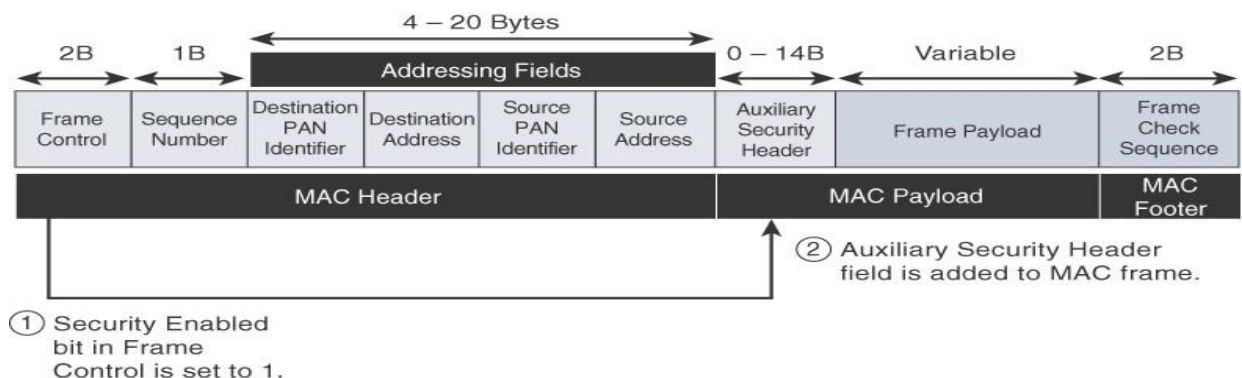 4 – 20 Bytes
2B
1B
Addressing Fields
0 – 14B
Variable
2B
Frame
Control
Sequence
Number
Destination
PAN
Identifier
Destination
Address
Source
PAN
Identifier
Source
Address
Auxiliary
Security
Header
Frame Payload
Frame
Check
Sequence
MAC Header
MAC Payload
MAC
Footer
2 Auxiliary Security Header
field is added to MAC frame.
1 Security Enabled
bit in Frame
Control is set to 1.